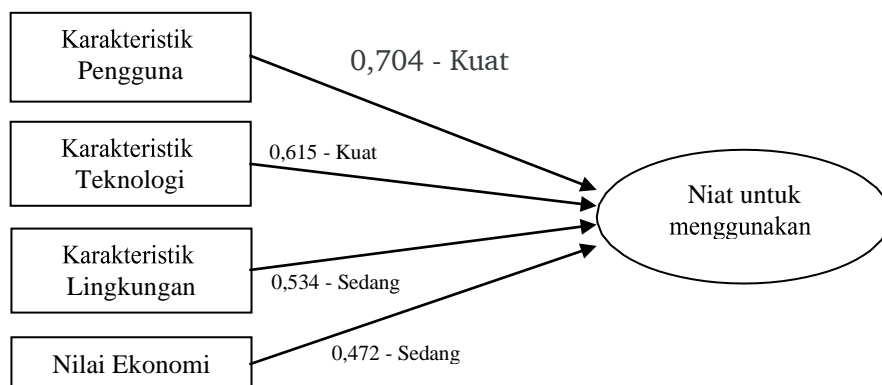 Karakteristik
Pengguna
0,704 - Kuat
Karakteristik
Teknologi
0,615 - Kuat
Niat untuk
menggunakan
Karakteristik
Lingkungan
0,534 - Sedang
Nilai Ekonomi
0,472 - Sedang